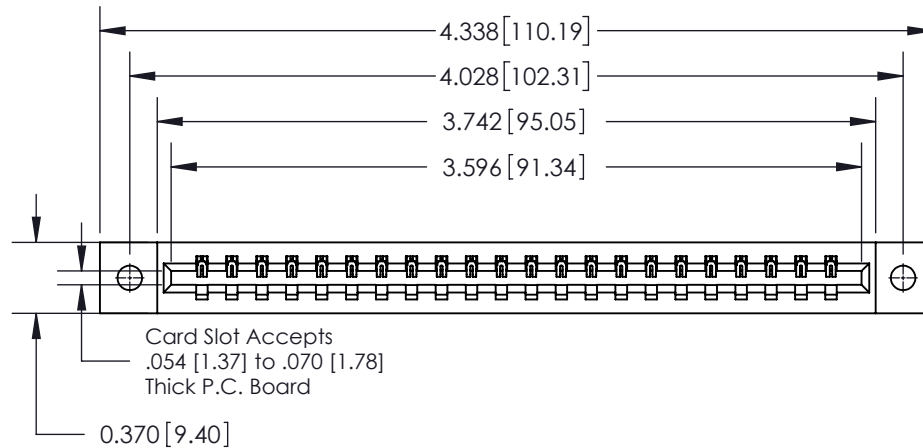 4.338[110.19]
4.028[102.31]
3.742[95.05]
3.596[91.34]
Card Slot Accepts
.054 [1.37] to .070 [1.78]
Thick P.C. Board
0.370[9.40]